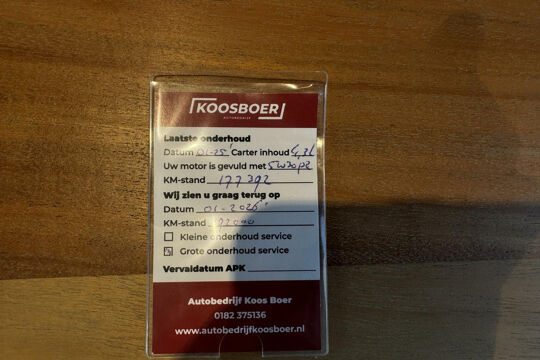 KOOSBOER
AUTOBEDRIJF
Laatste onderhoud
Datum 01-25 Carter inhoud 4,3L
Uw motor is gevuld met 5W30P2
KM-stand 177392
Wij zien u graag terug op
Datum 01-2026
KM-stand
Kleine onderhoud service
Grote onderhoud service
Vervaldatum APK
Autobedrijf Koos Boer
0182 375136
www.autobedrijfkoosboer.nl